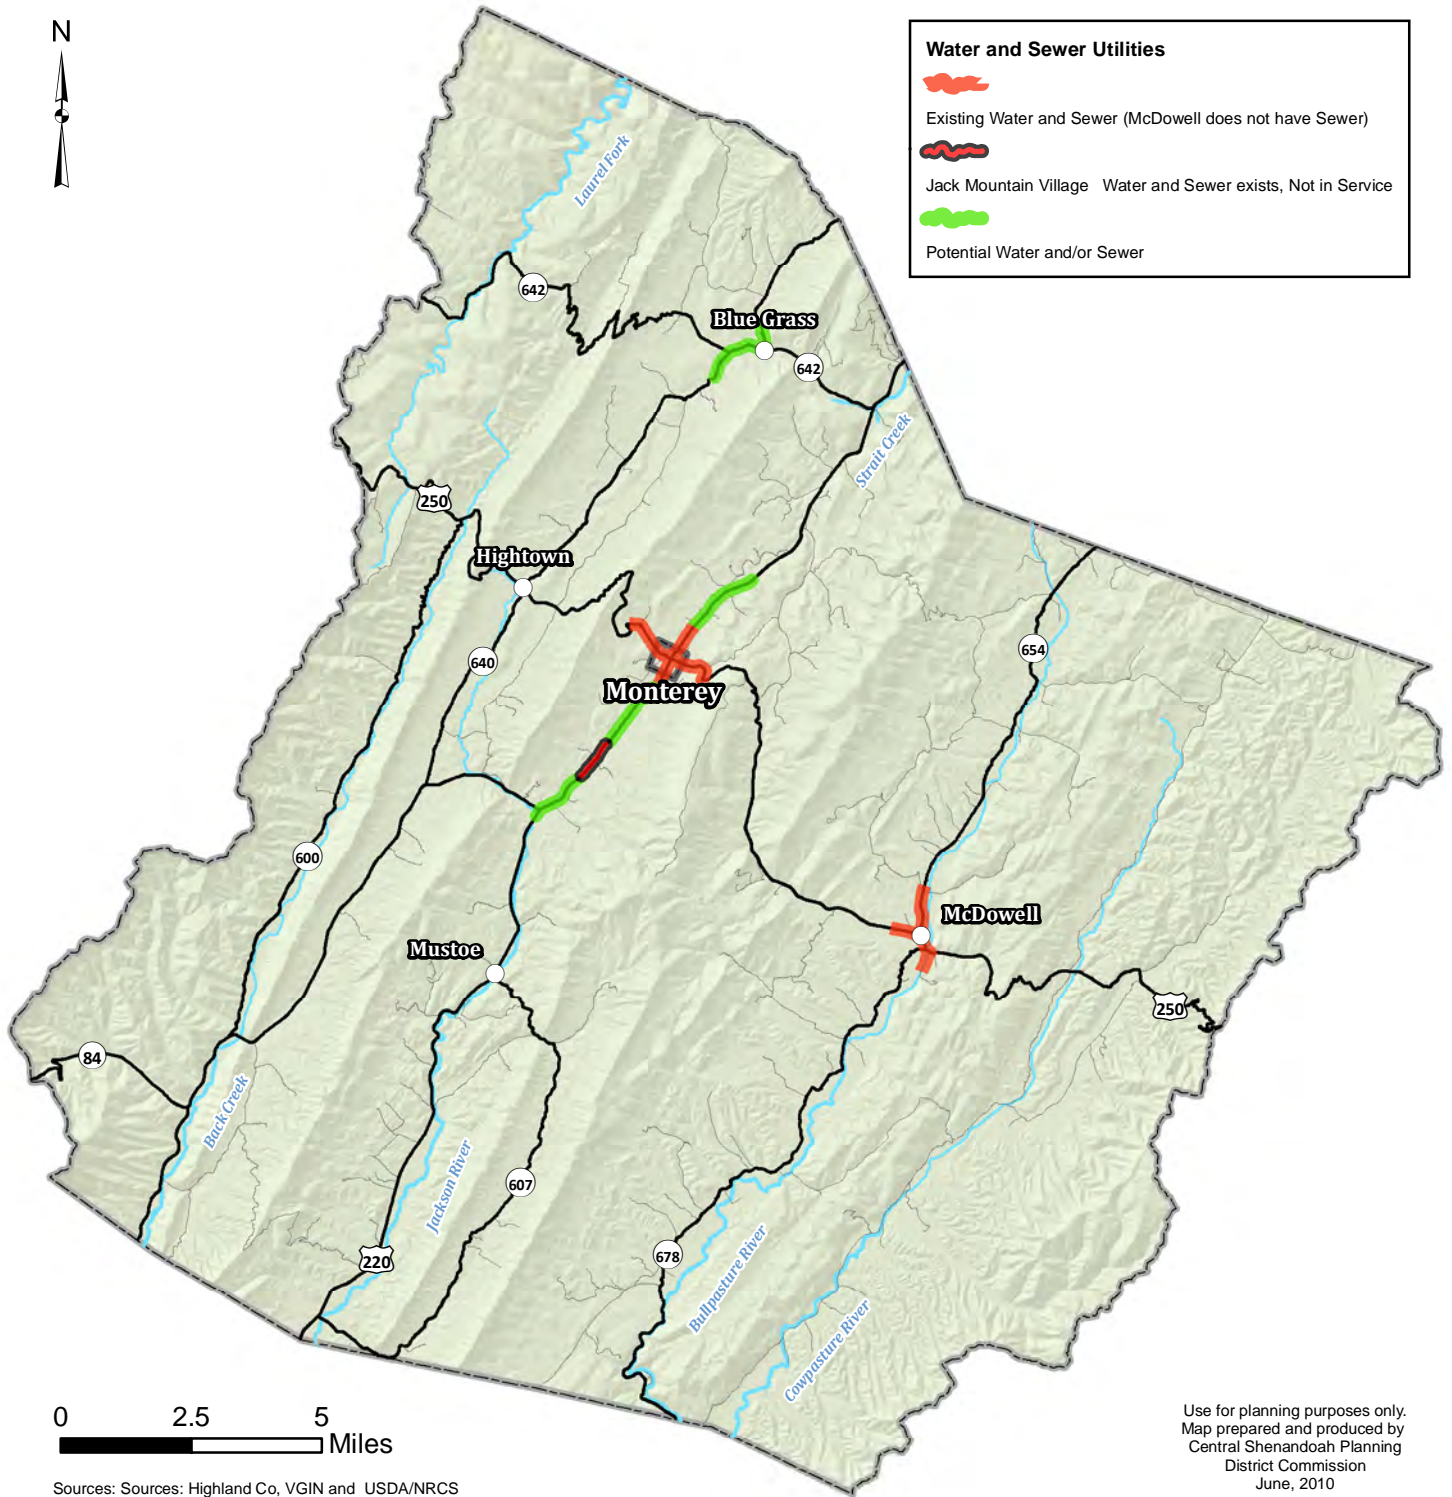 N
Water and Sewer Utilities
Existing Water and Sewer (McDowell does not have Sewer)
Jack Mountain Village   Water and Sewer exists, Not in Service
Potential Water and/or Sewer
Laurel Fork
642
Blue Grass
642
Strait Creek
250
Hightown
654
640
Monterey
600
McDowell
Mustoe
250
84
Back Creek
Jackson River
607
220
678
Bullpasture River
Cowpasture River
0 2.5 5
Miles
Sources: Sources: Highland Co, VGIN and  USDA/NRCS
Use for planning purposes only.
Map prepared and produced by
Central Shenandoah Planning
District Commission
June, 2010